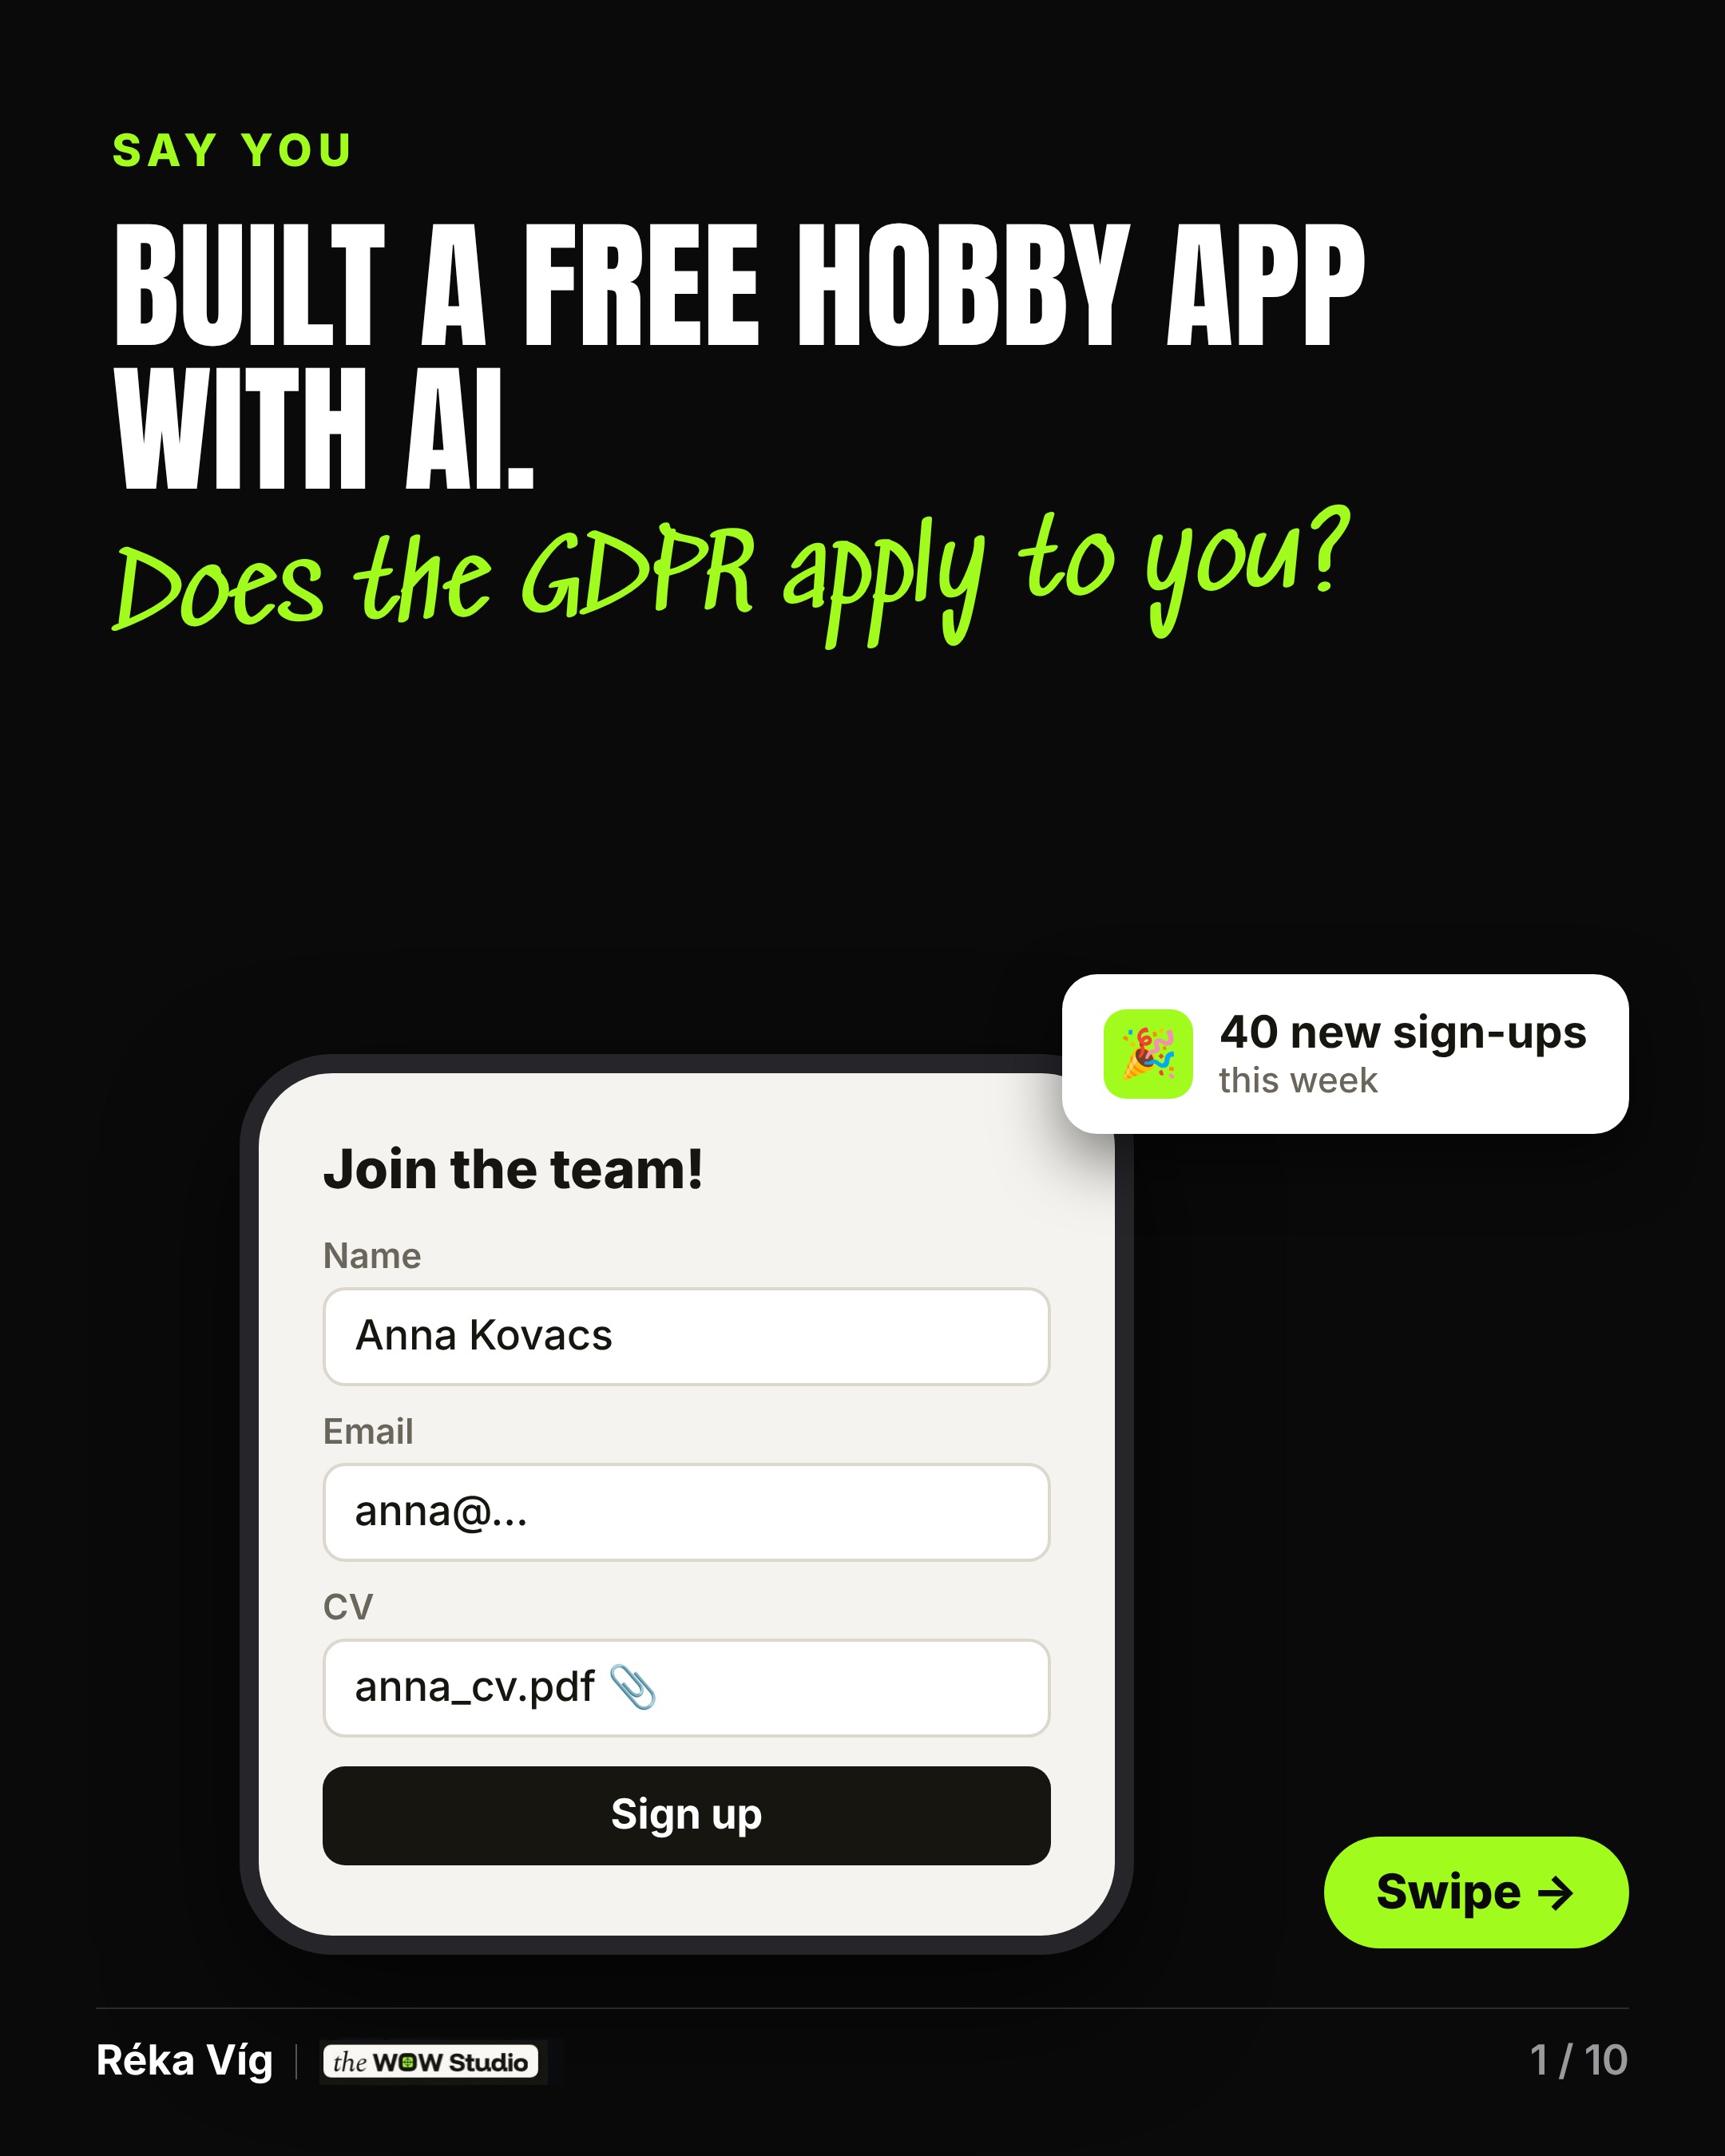 SAY YOU
BUILT A FREE HOBBY APP
WITH AI.
Does the GDPR apply to you?
40 new sign-ups
this week
Join the team!
Name
Anna Kovacs
Email
anna@...
CV
anna_cv.pdf 📎
Sign up
Swipe →
Réka Víg | the WOW Studio
1 / 10